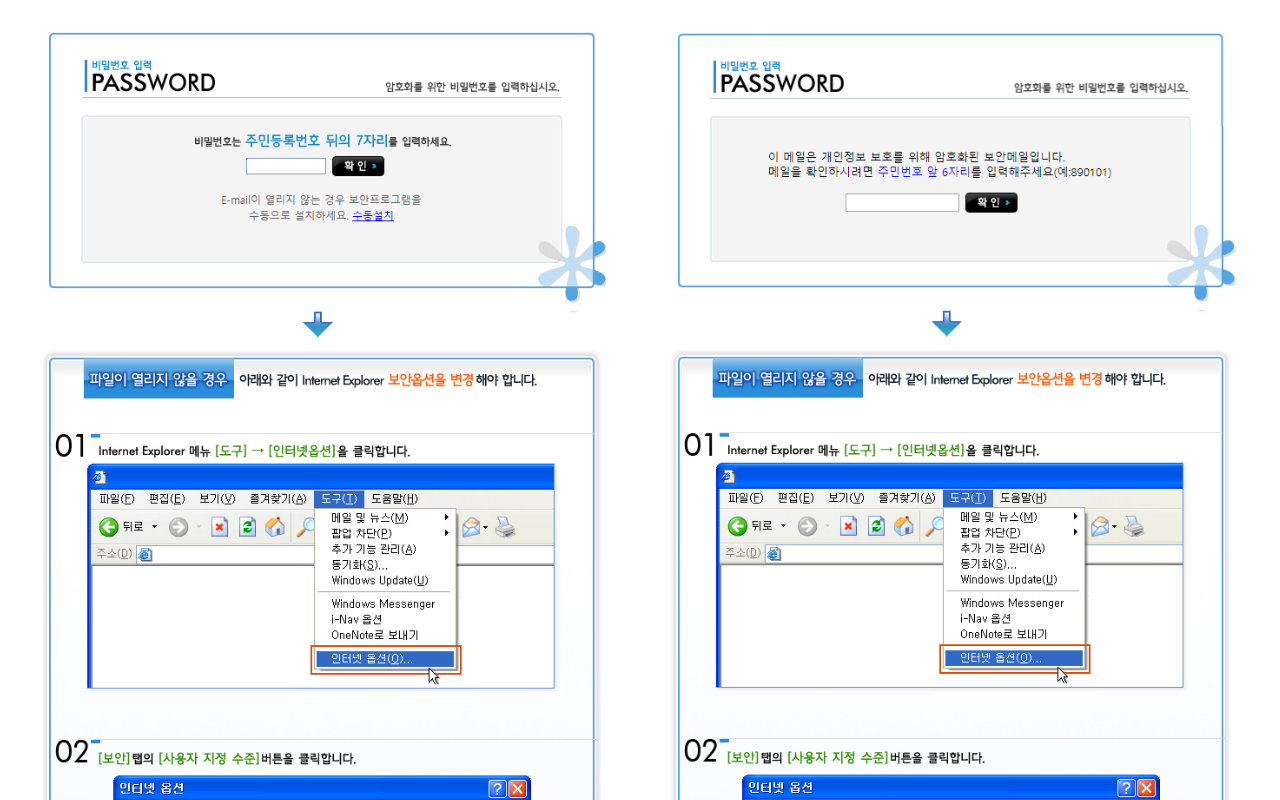 비밀번호 입력
PASSWORD
암호화를 위한 비밀번호를 입력하십시오.
비밀번호는 주민등록번호 뒤의 7자리를 입력하세요.
확 인
E-mail이 열리지 않는 경우 보안프로그램을
수동으로 설치하세요. 수동설치
파일이 열리지 않을 경우 아래와 같이 Internet Explorer 보안옵션을 변경 해야 합니다.
01 Internet Explorer 메뉴 [도구] → [인터넷옵션]을 클릭합니다.
파일(F) 편집(E) 보기(V) 즐겨찾기(A) 도구(T) 도움말(H)
뒤로
주소(D)
메일 및 뉴스(M)
팝업 차단(P)
추가 기능 관리(A)
동기화(S)...
Windows Update(U)
Windows Messenger
i-Nav 옵션
OneNote로 보내기
인터넷 옵션(O)...
02 [보안]탭의 [사용자 지정 수준]버튼을 클릭합니다.
인터넷 옵션
비밀번호 입력
PASSWORD
암호화를 위한 비밀번호를 입력하십시오.
이 메일은 개인정보 보호를 위해 암호화된 보안메일입니다.
메일을 확인하시려면 주민번호 앞 6자리를 입력해주세요(예:890101)
확 인
파일이 열리지 않을 경우 아래와 같이 Internet Explorer 보안옵션을 변경 해야 합니다.
01 Internet Explorer 메뉴 [도구] → [인터넷옵션]을 클릭합니다.
파일(F) 편집(E) 보기(V) 즐겨찾기(A) 도구(T) 도움말(H)
뒤로
주소(D)
메일 및 뉴스(M)
팝업 차단(P)
추가 기능 관리(A)
동기화(S)...
Windows Update(U)
Windows Messenger
i-Nav 옵션
OneNote로 보내기
인터넷 옵션(O)...
02 [보안]탭의 [사용자 지정 수준]버튼을 클릭합니다.
인터넷 옵션